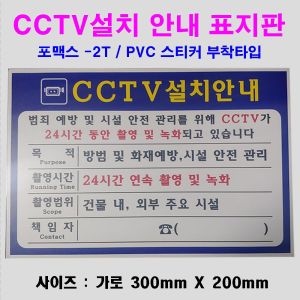 CCTV설치 안내 표지판
포맥스 -2T / PVC 스티커 부착타입
CCTV설치안내
범죄 예방 및 시설 안전 관리를 위해 CCTV가
24시간 동안 촬영 및 녹화되고 있습니다
목 적 방범 및 화재예방,시설 안전 관리
Purpose
촬영시간 24시간 연속 촬영 및 녹화
Running Time
촬영범위 건물 내, 외부 주요 시설
Scope
책 임 자 ☎( )
Contact
사이즈 : 가로 300mm X 200mm